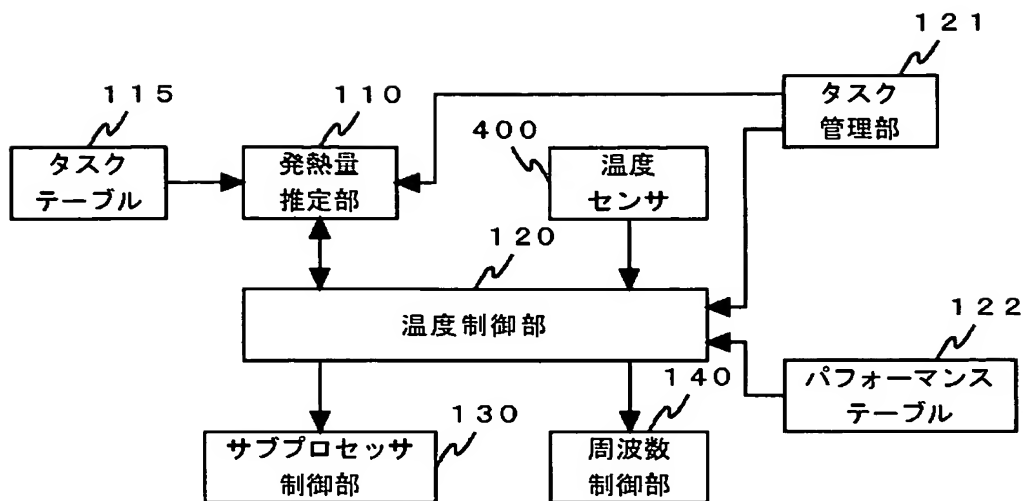 121
115
110
タスク
管理部
400
タスク
テーブル
発熱量
推定部
温度
センサ
120
温度制御部
122
140
パフォーマンス
テーブル
130
サブプロセッサ
制御部
周波数
制御部